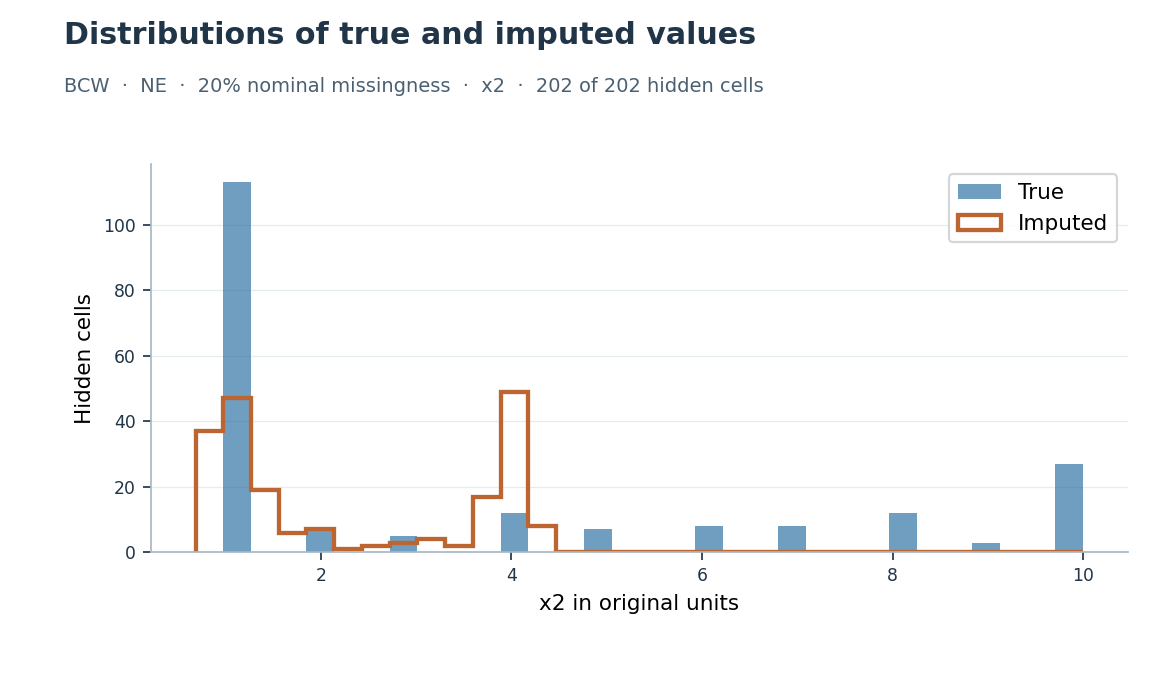 Distributions of true and imputed values
BCW · NE · 20% nominal missingness · x2 · 202 of 202 hidden cells
True
Imputed
Hidden cells
100
80
60
40
20
0
2 4 6 8 10
x2 in original units